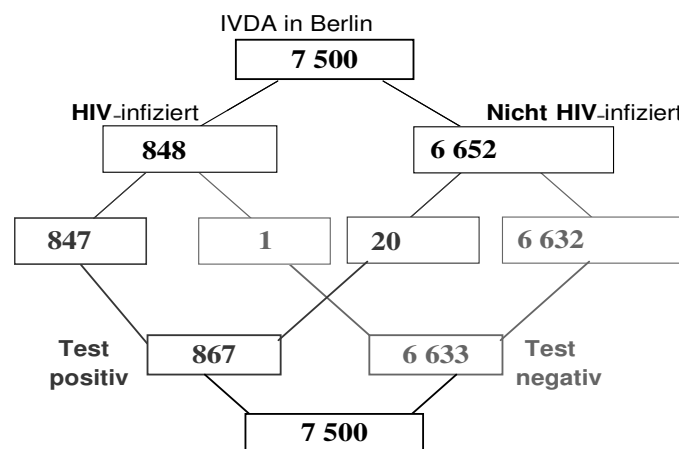 IVDA in Berlin
7 500
HIV-infiziert
Nicht HIV-infiziert
848
6 652
847
1
20
6 632
Test
positiv
867
6 633
Test
negativ
7 500